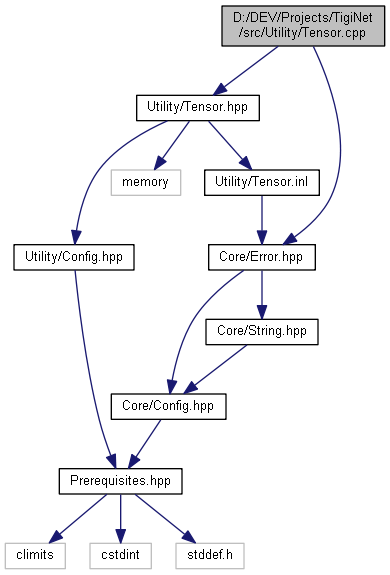 D:/DEV/Projects/TigiNet
/src/Utility/Tensor.cpp
Utility/Tensor.hpp
memory
Utility/Tensor.inl
Utility/Config.hpp
Core/Error.hpp
Core/String.hpp
Core/Config.hpp
Prerequisites.hpp
climits
cstdint
stddef.h